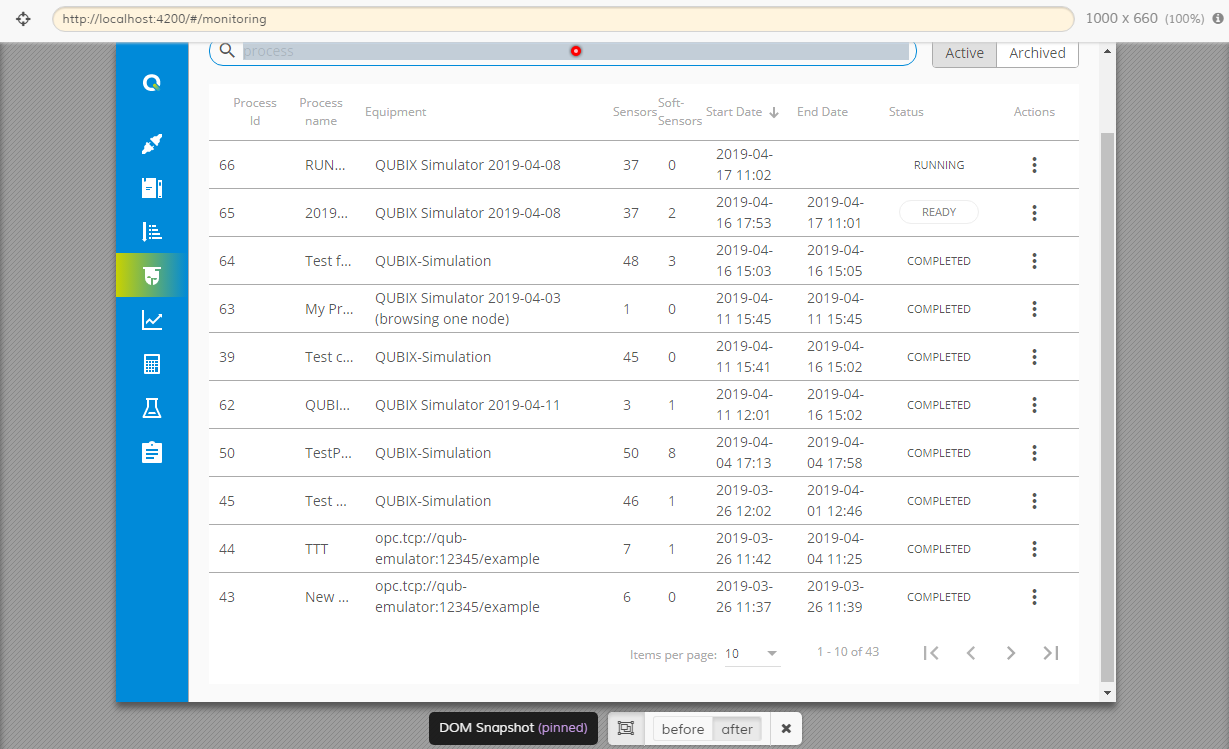 http://localhost:4200/#/monitoring 1000 x 660 (100%)
process Active Archived
Process Id Process name Equipment Sensors Soft-Sensors Start Date End Date Status Actions
66 RUN... QUBIX Simulator 2019-04-08 37 0 2019-04-17 11:02 RUNNING
65 2019... QUBIX Simulator 2019-04-08 37 2 2019-04-16 17:53 2019-04-17 11:01 READY
64 Test f... QUBIX-Simulation 48 3 2019-04-16 15:03 2019-04-16 15:05 COMPLETED
63 My Pr... QUBIX Simulator 2019-04-03 (browsing one node) 1 0 2019-04-11 15:45 2019-04-11 15:45 COMPLETED
39 Test c... QUBIX-Simulation 45 0 2019-04-11 15:41 2019-04-16 15:02 COMPLETED
62 QUBI... QUBIX Simulator 2019-04-11 3 1 2019-04-11 12:01 2019-04-16 15:02 COMPLETED
50 TestP... QUBIX-Simulation 50 8 2019-04-04 17:13 2019-04-04 17:58 COMPLETED
45 Test ... QUBIX-Simulation 46 1 2019-03-26 12:02 2019-04-01 12:46 COMPLETED
44 TTT opc.tcp://qub-emulator:12345/example 7 1 2019-03-26 11:42 2019-04-04 11:25 COMPLETED
43 New ... opc.tcp://qub-emulator:12345/example 6 0 2019-03-26 11:37 2019-03-26 11:39 COMPLETED
Items per page: 10 1 - 10 of 43
DOM Snapshot (pinned) before after